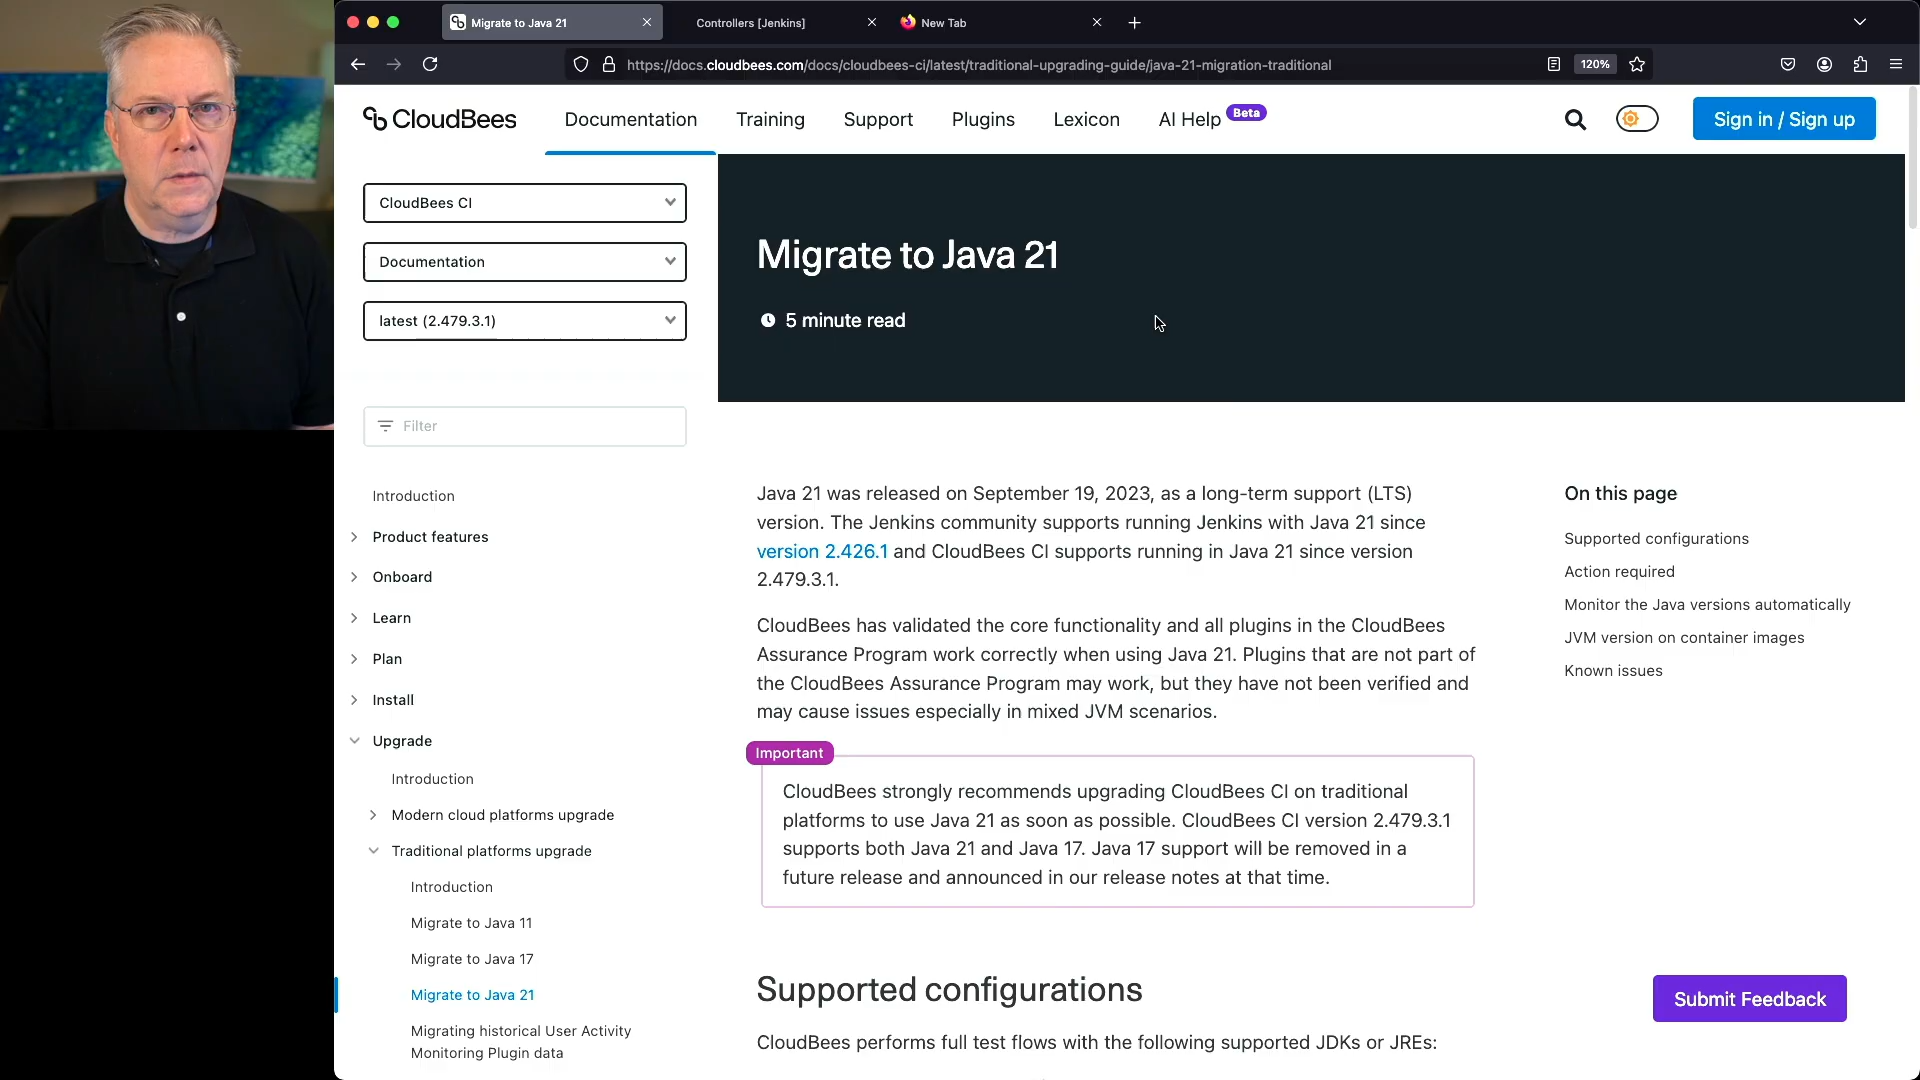 Migrate to Java 21
Controllers [Jenkins]
New Tab
https://docs.cloudbees.com/docs/cloudbees-ci/latest/traditional-upgrading-guide/java-21-migration-traditional
120%
CloudBees
Documentation
Training
Support
Plugins
Lexicon
AI Help
Beta
Sign in / Sign up
CloudBees CI
Documentation
latest (2.479.3.1)
Filter
Introduction
Product features
Onboard
Learn
Plan
Install
Upgrade
Introduction
Modern cloud platforms upgrade
Traditional platforms upgrade
Introduction
Migrate to Java 11
Migrate to Java 17
Migrate to Java 21
Migrating historical User Activity
Monitoring Plugin data
Migrate to Java 21
5 minute read
Java 21 was released on September 19, 2023, as a long-term support (LTS)
version. The Jenkins community supports running Jenkins with Java 21 since
version 2.426.1 and CloudBees CI supports running in Java 21 since version
2.479.3.1.
CloudBees has validated the core functionality and all plugins in the CloudBees
Assurance Program work correctly when using Java 21. Plugins that are not part of
the CloudBees Assurance Program may work, but they have not been verified and
may cause issues especially in mixed JVM scenarios.
Important
CloudBees strongly recommends upgrading CloudBees CI on traditional
platforms to use Java 21 as soon as possible. CloudBees CI version 2.479.3.1
supports both Java 21 and Java 17. Java 17 support will be removed in a
future release and announced in our release notes at that time.
Supported configurations
CloudBees performs full test flows with the following supported JDKs or JREs:
On this page
Supported configurations
Action required
Monitor the Java versions automatically
JVM version on container images
Known issues
Submit Feedback